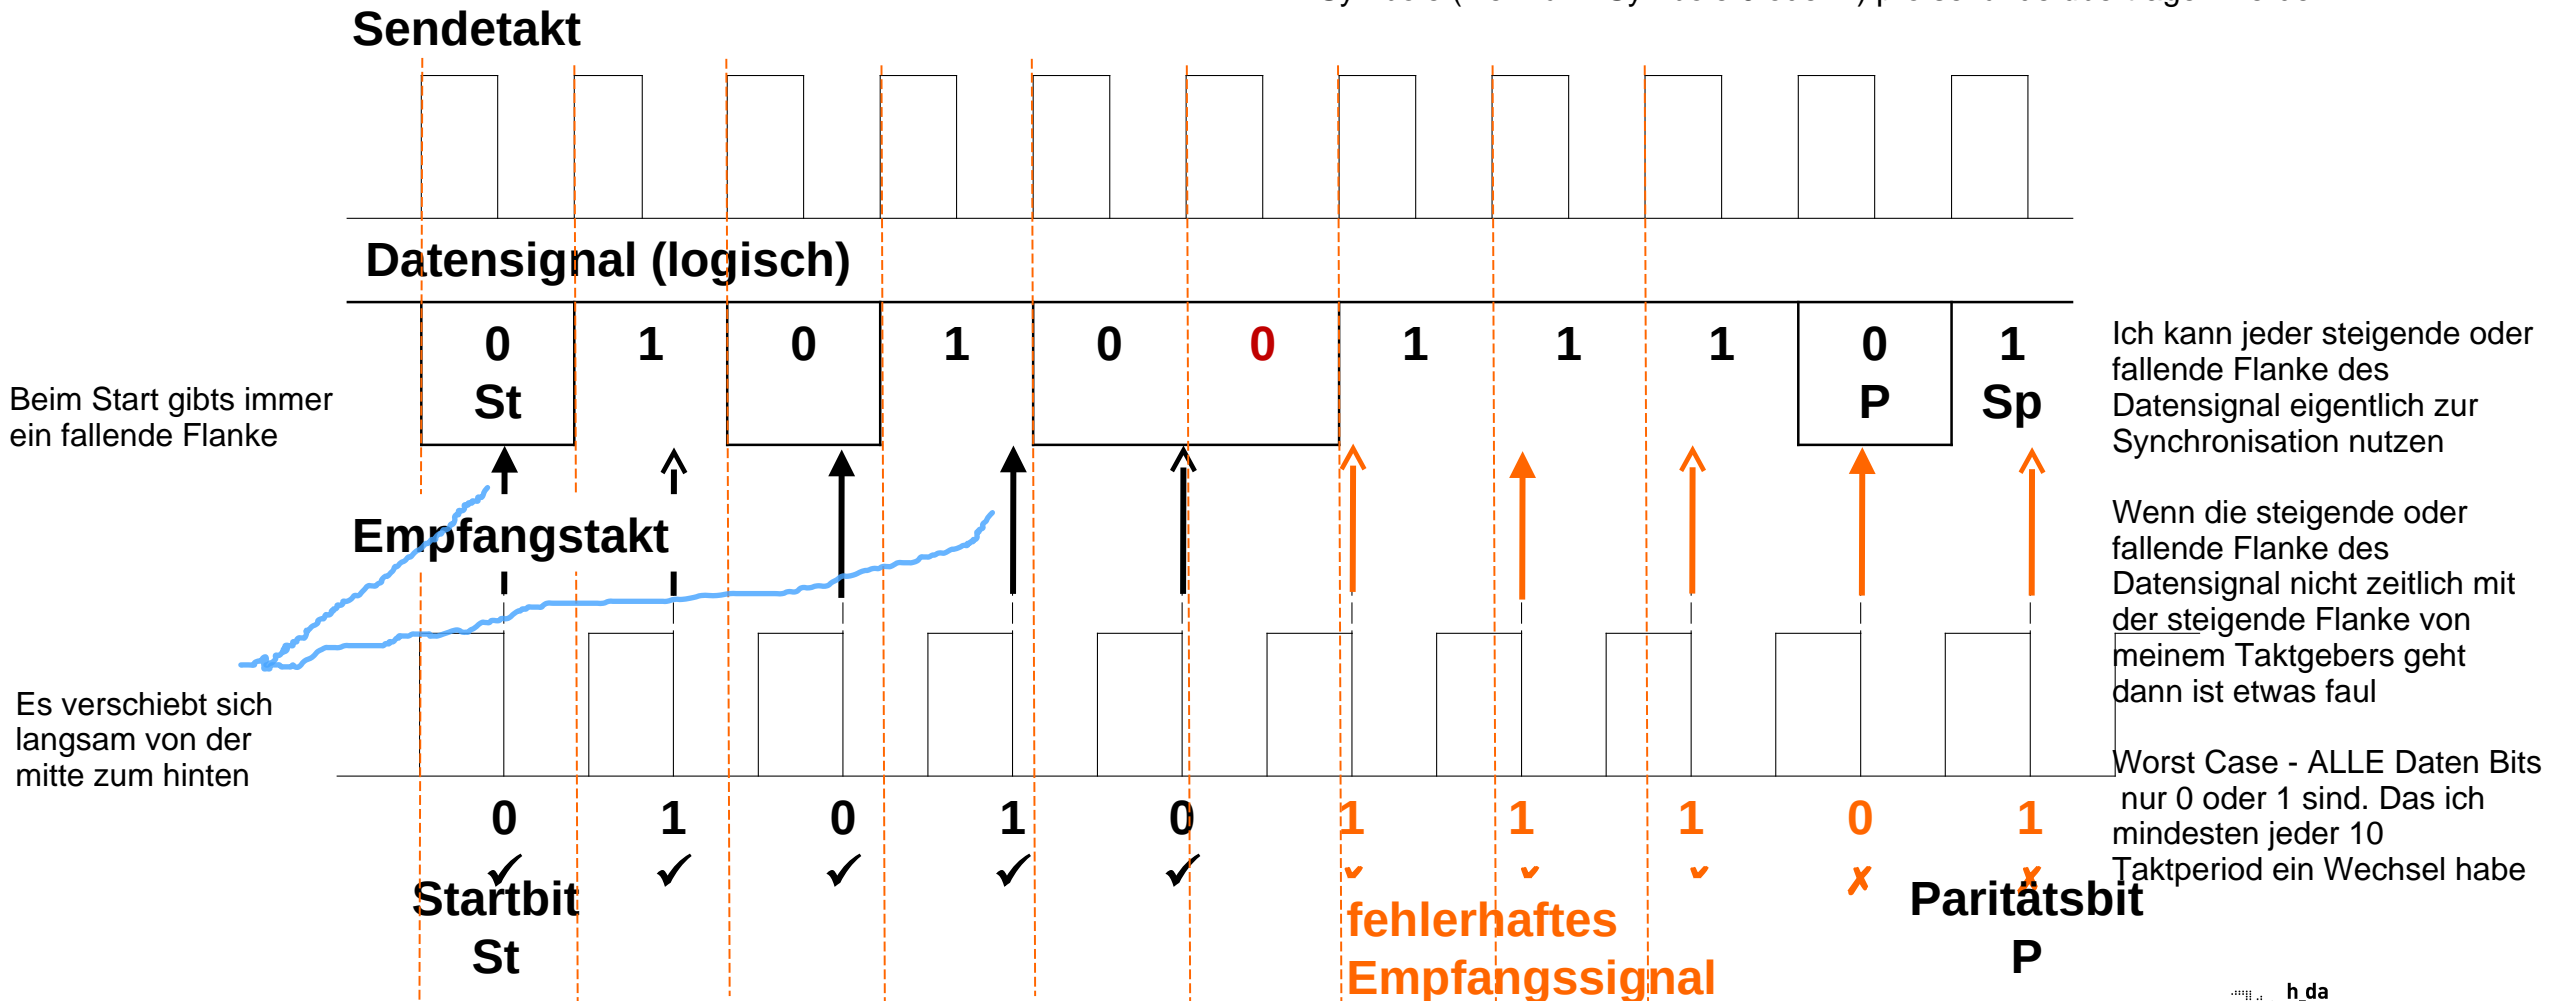 Sendetakt
Datensignal (logisch)
0 1 0 1 0 0 1 1 1 0 1
St P Sp
Beim Start gibts immer
ein fallende Flanke
Empfangstakt
Es verschiebt sich
langsam von der
mitte zum hinten
0 1 0 1 0 1 1 1 0 1
✓ ✓ ✓ ✓ ✓ ✓ ✓ ✓ ✗ ✗
Startbit
St
fehlerhaftes
Empfangssignal
Paritätsbit
P
Ich kann jeder steigende oder
fallende Flanke des
Datensignal eigentlich zur
Synchronisation nutzen
Wenn die steigende oder
fallende Flanke des
Datensignal nicht zeitlich mit
der steigende Flanke von
meinem Taktgebers geht
dann ist etwas faul
Worst Case - ALLE Daten Bits
nur 0 oder 1 sind. Das ich
mindesten jeder 10
Taktperiod ein Wechsel habe
h_da